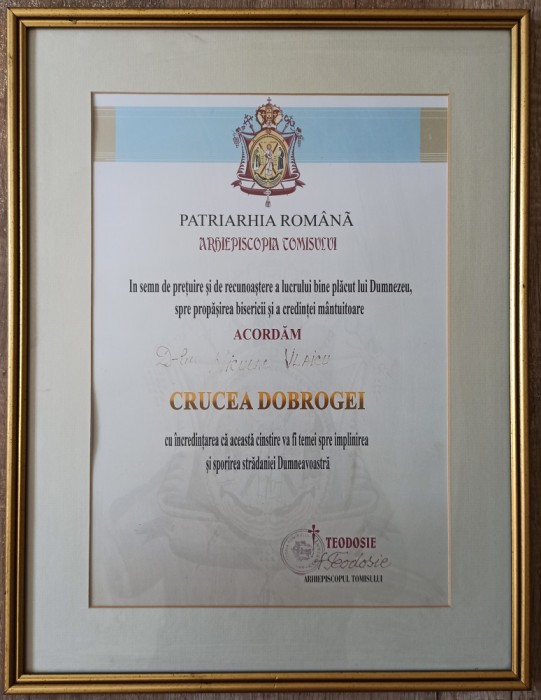 PATRIARHIA ROMÂNĂ
ARHIEPISCOPIA TOMISULUI
In semn de prețuire și de recunoaștere a lucrului bine plăcut lui Dumnezeu,
spre propășirea bisericii și a credinței mântuitoare
ACORDĂM
VLAICU
CRUCEA DOBROGEI
cu încredințarea că această cinstire va fi temei spre implinirea
și sporirea strădaniei Dumneavoastră
TEODOSIE
+Teodosie
ARHIEPISCOPUL TOMISULUI